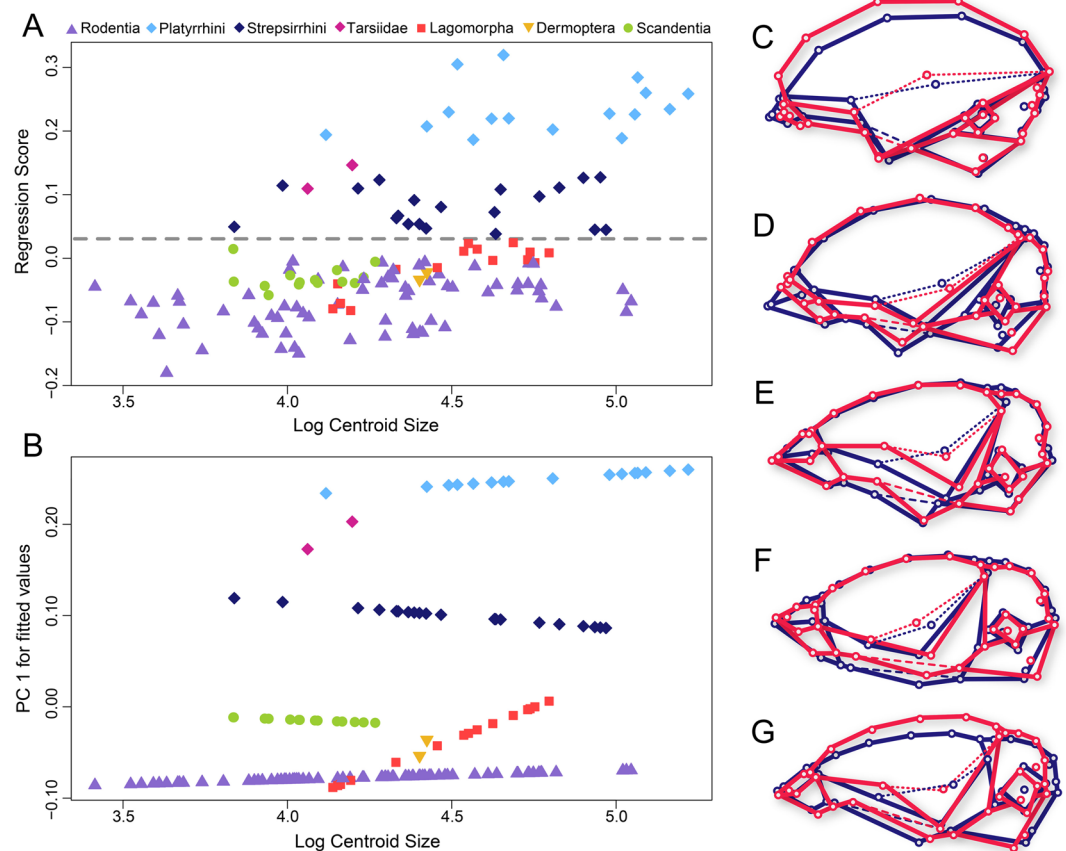 A
Rodentia Platyrrhini Strepsirrhini Tarsiidae Lagomorpha Dermoptera Scandentia
0.3
0.2
0.1
0.0
−0.1
−0.2
Regression Score
3.5 4.0 4.5 5.0
Log Centroid Size
B
0.20
0.10
0.00
−0.10
PC 1 for fitted values
3.5 4.0 4.5 5.0
Log Centroid Size
C
D
E
F
G